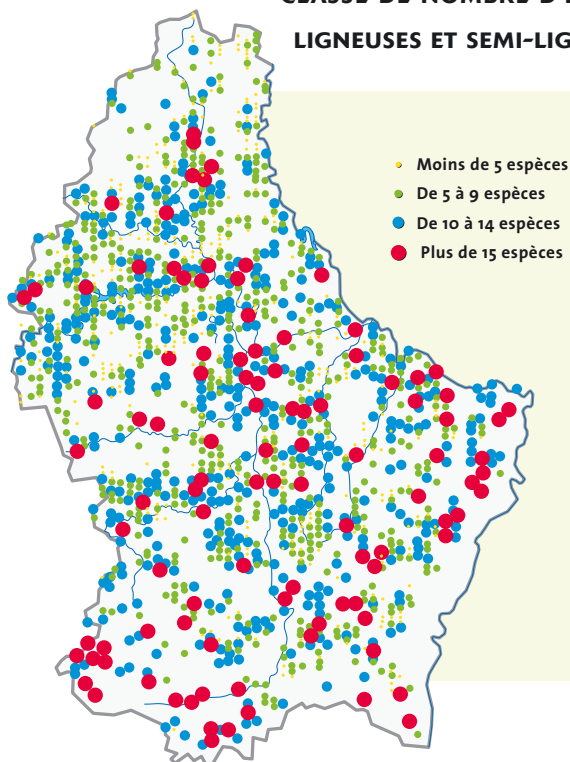 LIGNEUSES ET SEMI-LIG
Moins de 5 espèces
De 5 à 9 espèces
De 10 à 14 espèces
Plus de 15 espèces